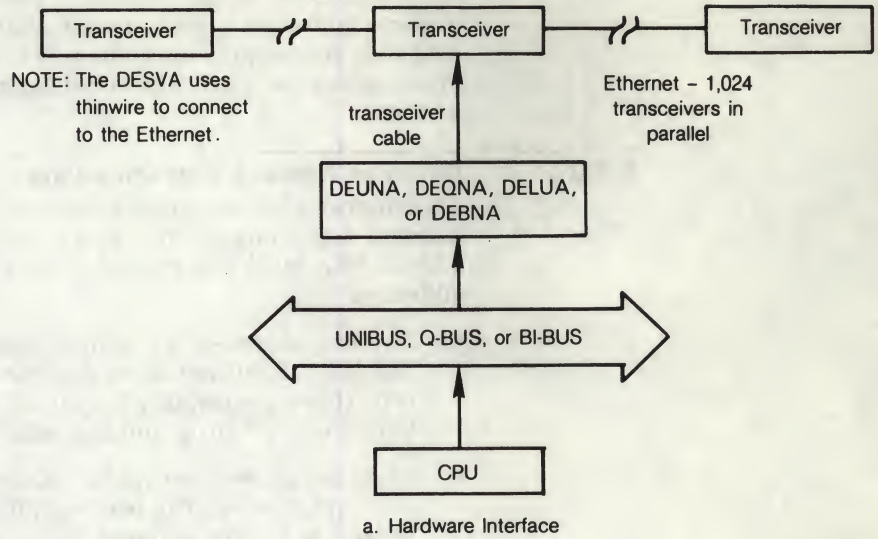 Transceiver
Transceiver
Transceiver
NOTE: The DESVA uses
thinwire to connect
to the Ethernet.
transceiver
cable
Ethernet – 1,024
transceivers in
parallel
DEUNA, DEQNA, DELUA,
or DEBNA
UNIBUS, Q-BUS, or BI-BUS
CPU
a. Hardware Interface